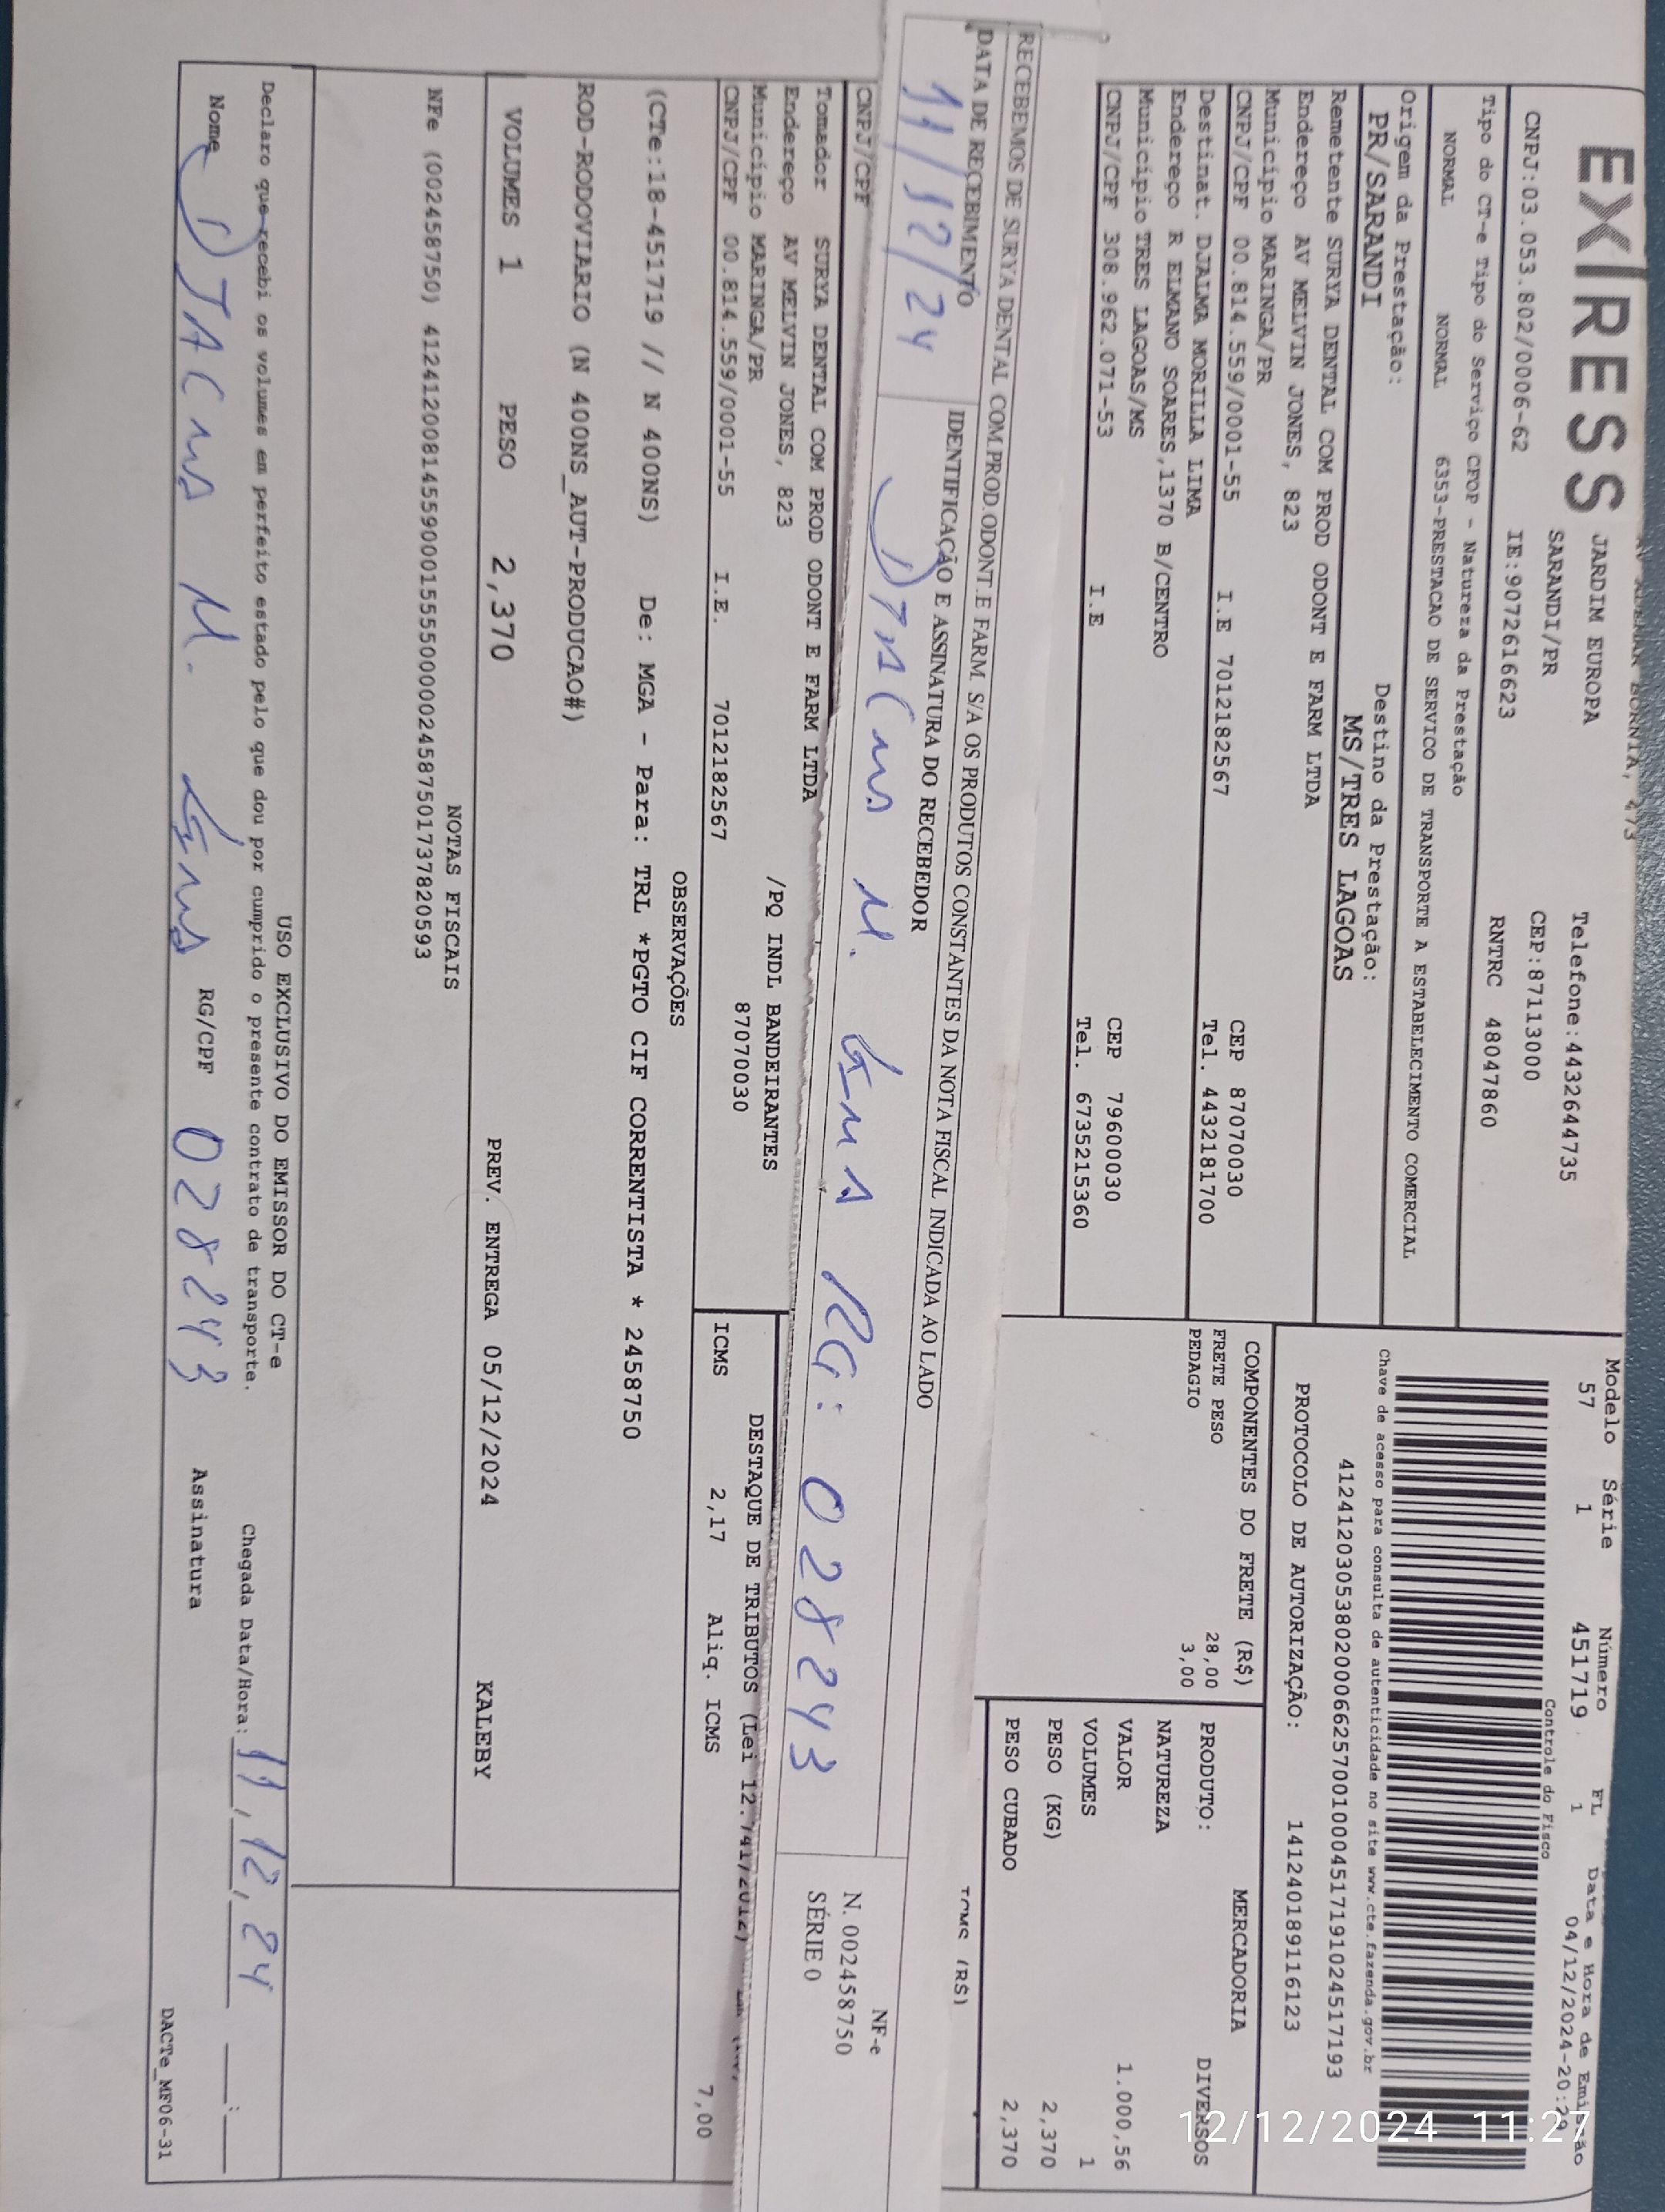 EXPRESS
JARDIM EUROPA
SARANDI/PR
Telefone:4432644735
CNPJ:03.053.802/0006-62 IE:9072616623 CEP:87113000
RNTRC 48047860
Tipo do CT-e Tipo do Serviço CFOP - Natureza da Prestação
NORMAL NORMAL 6353-PRESTACAO DE SERVICO DE TRANSPORTE A ESTABELECIMENTO COMERCIAL
Origem da Prestação: Destino da Prestação:
PR/SARANDI MS/TRES LAGOAS
Modelo Série Número FL Data e Hora de Emissão
57 1 451719 1 04/12/2024-20:29
Controle do Fisco
Chave de acesso para consulta de autenticidade no site www.cte.fazenda.gov.br
41241203053802000662570010004517191024517193
PROTOCOLO DE AUTORIZAÇÃO: 141240189116123
Remetente SURYA DENTAL COM PROD ODONT E FARM LTDA
Endereço AV MELVIN JONES, 823
Município MARINGA/PR CEP 87070030
CNPJ/CPF 00.814.559/0001-55 I.E 7012182567 Tel. 4432181700
Destinat. DJALMA MORILLA LIMA
Endereço R ELMANO SOARES,1370 B/CENTRO
Município TRES LAGOAS/MS CEP 79600030
CNPJ/CPF 308.962.071-53 I.E Tel. 6735215360
COMPONENTES DO FRETE (R$)
FRETE PESO 28,00
PEDAGIO 3,00
MERCADORIA
PRODUTO: DIVERSOS
NATUREZA
VALOR 1.000,56
VOLUMES 1
PESO (KG) 2,370
PESO CUBADO 2,370
ICMS (R$)
RECEBEMOS DE SURYA DENTAL COM.PROD.ODONT.E FARM. S/A OS PRODUTOS CONSTANTES DA NOTA FISCAL INDICADA AO LADO
DATA DE RECEBIMENTO IDENTIFICAÇÃO E ASSINATURA DO RECEBEDOR
11/12/24 RG: 028243
NF-e
N. 002458750
SÉRIE 0
CNPJ/CPF
Tomador SURYA DENTAL COM PROD ODONT E FARM LTDA
Endereço AV MELVIN JONES, 823 /PQ INDL BANDEIRANTES
Município MARINGA/PR 87070030
CNPJ/CPF 00.814.559/0001-55 I.E. 7012182567
DESTAQUE DE TRIBUTOS (Lei 12.741/2012)
ICMS 2,17 Aliq. ICMS 7,00
OBSERVAÇÕES
(CTe:18-451719 // N 400NS) De: MGA - Para: TRL *PGTO CIF CORRENTISTA * 2458750
ROD-RODOVIARIO (N 400NS_AUT-PRODUCAO#)
VOLUMES 1 PESO 2,370 PREV. ENTREGA 05/12/2024 KALEBY
NOTAS FISCAIS
NFe (002458750) 41241200814559000155550000024587501737820593
USO EXCLUSIVO DO EMISSOR DO CT-e
Declaro que recebi os volumes em perfeito estado pelo que dou por cumprido o presente contrato de transporte.
Chegada Data/Hora: 11,12,24
Nome RG/CPF 028243 Assinatura
DACTe_MF06-31
12/12/2024 11:27